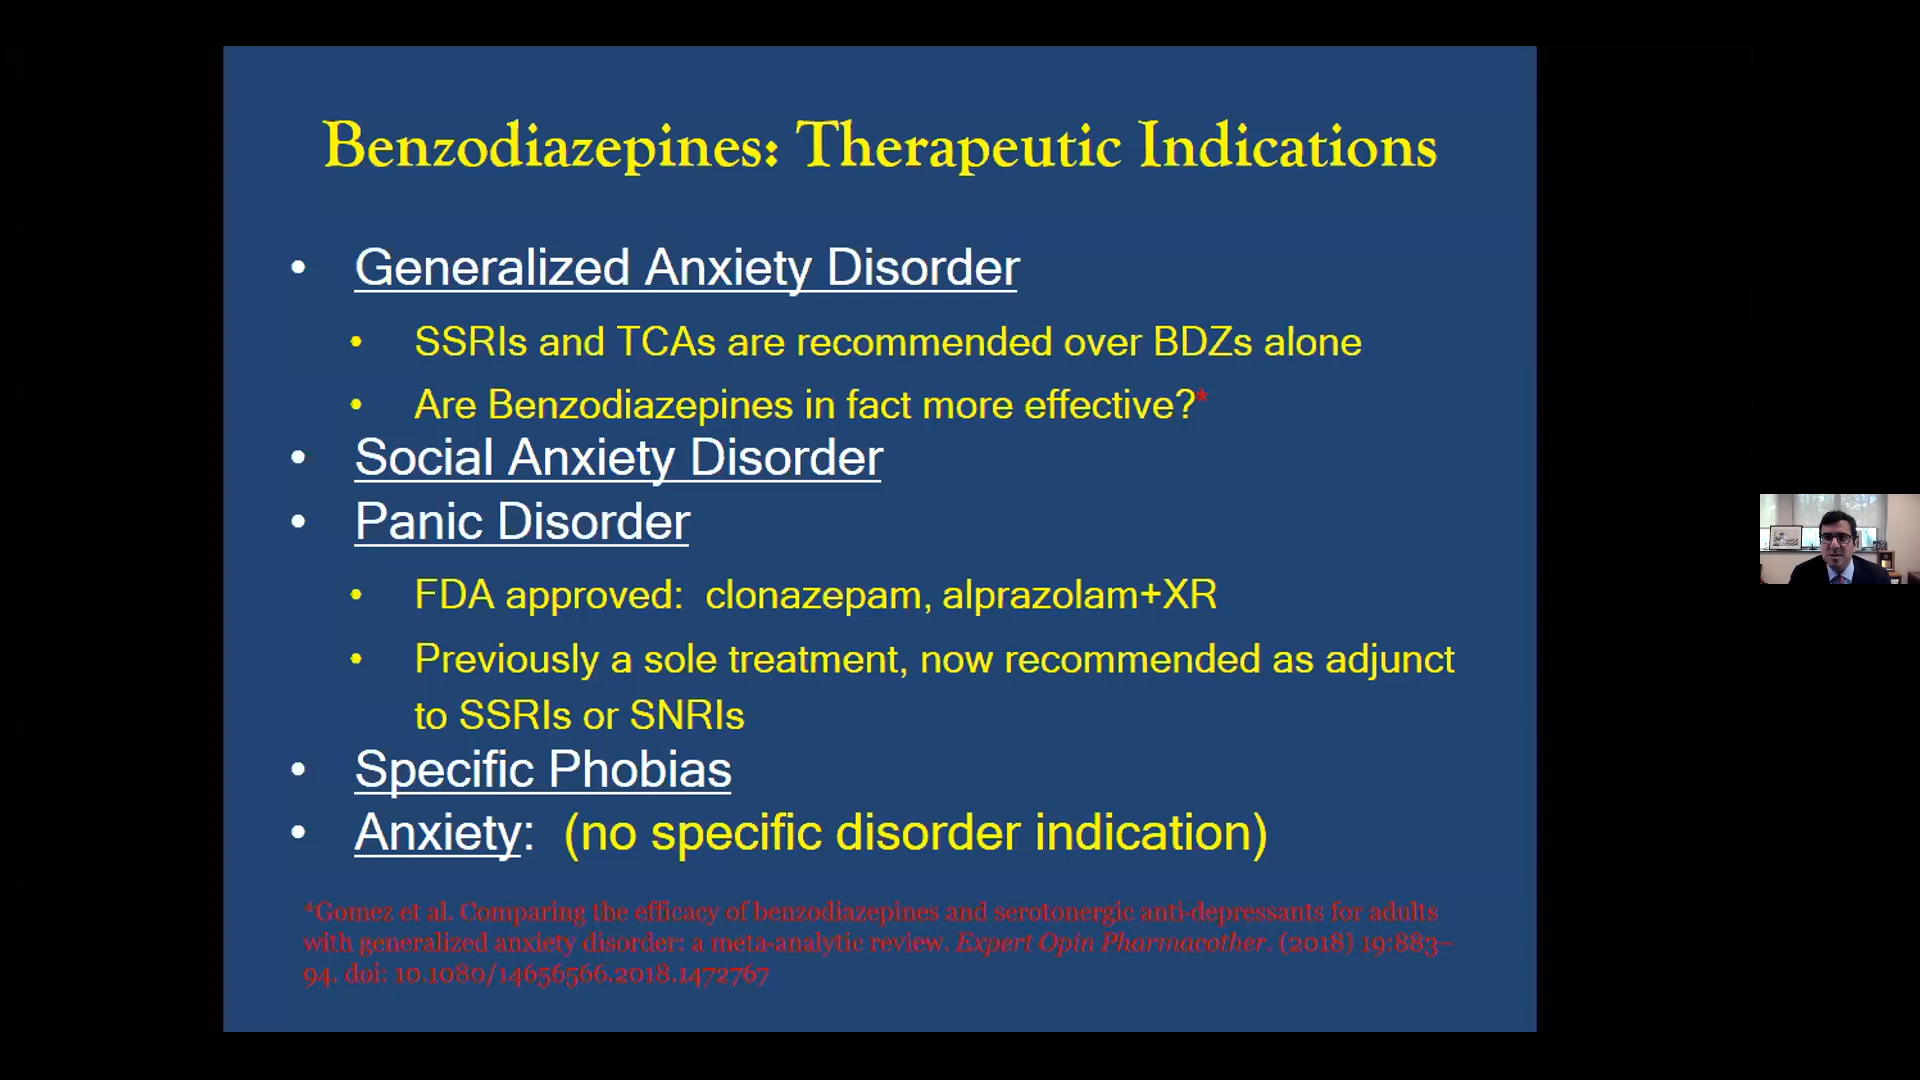 Benzodiazepines: Therapeutic Indications
• Generalized Anxiety Disorder
• SSRIs and TCAs are recommended over BDZs alone
• Are Benzodiazepines in fact more effective?*
• Social Anxiety Disorder
• Panic Disorder
• FDA approved: clonazepam, alprazolam+XR
• Previously a sole treatment, now recommended as adjunct
to SSRIs or SNRIs
• Specific Phobias
• Anxiety: (no specific disorder indication)
*Gomez et al. Comparing the efficacy of benzodiazepines and serotonergic anti-depressants for adults
with generalized anxiety disorder: a meta-analytic review. Expert Opin Pharmacother. (2018) 19:883–
94. doi: 10.1080/14656566.2018.1472767